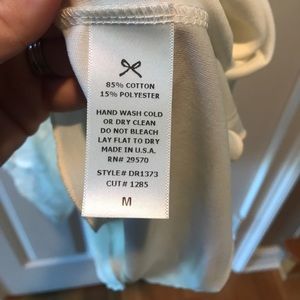 85% COTTON
15% POLYESTER
HAND WASH COLD
OR DRY CLEAN
DO NOT BLEACH
LAY FLAT TO DRY
MADE IN U.S.A.
RN# 29570
STYLE# DR1373
CUT# 1285
M